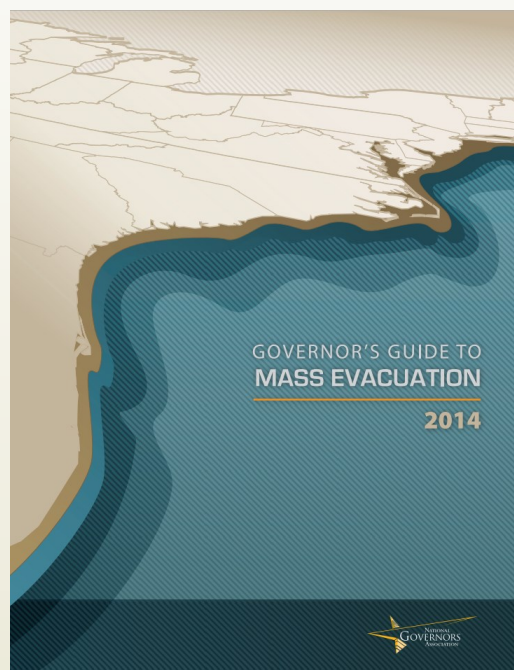 GOVERNOR'S GUIDE TO
MASS EVACUATION
2014
NATIONAL
GOVERNORS
ASSOCIATION